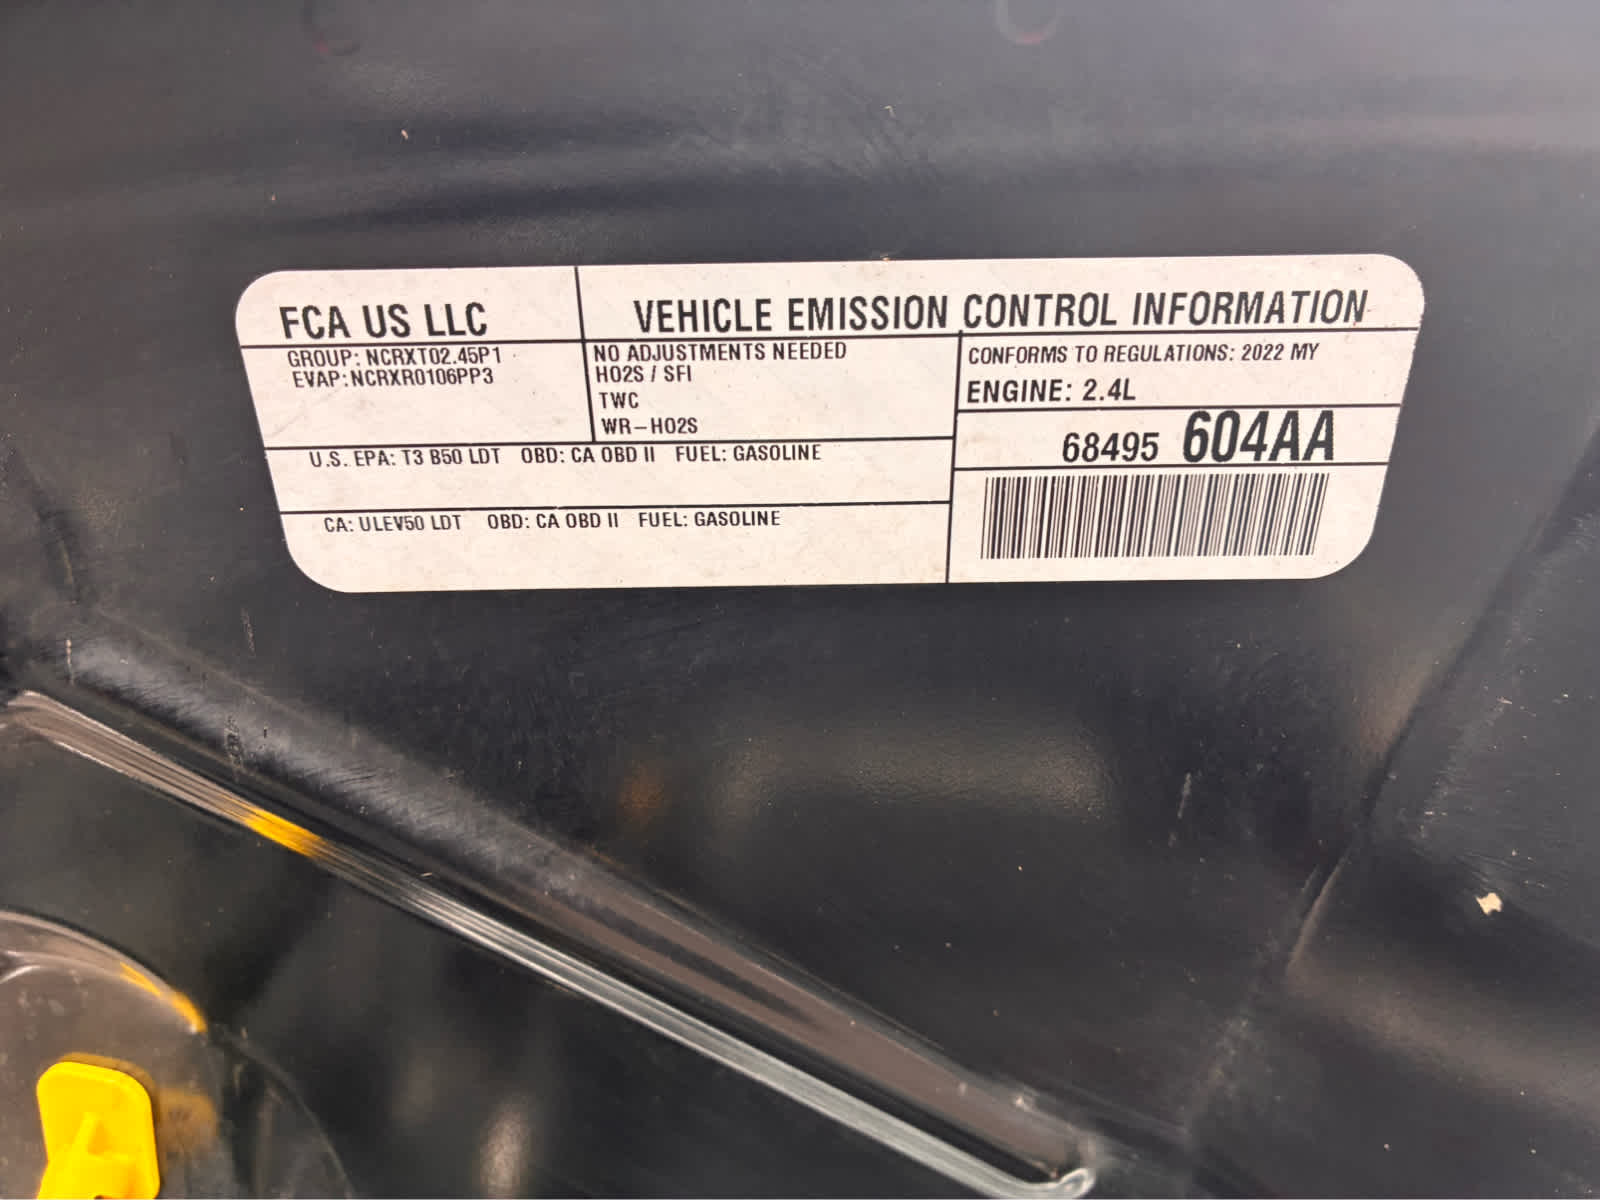 FCA US LLC
VEHICLE EMISSION CONTROL INFORMATION
GROUP: NCRXT02.45P1
EVAP: NCRXR0106PP3
NO ADJUSTMENTS NEEDED
HO2S / SFI
TWC
WR-HO2S
CONFORMS TO REGULATIONS: 2022 MY
ENGINE: 2.4L
68495 604AA
U.S. EPA: T3 B50 LDT OBD: CA OBD II FUEL: GASOLINE
CA: ULEV50 LDT OBD: CA OBD II FUEL: GASOLINE